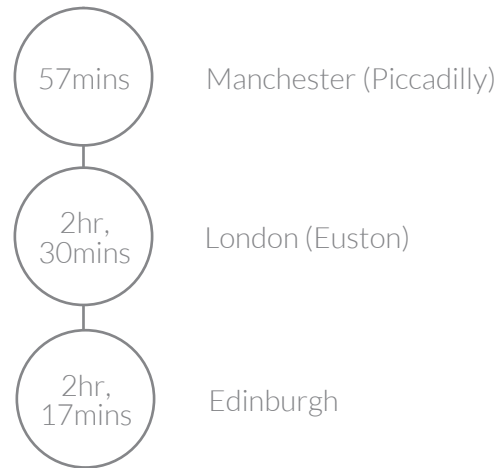 57mins
Manchester (Piccadilly)
2hr,
30mins
London (Euston)
2hr,
17mins
Edinburgh